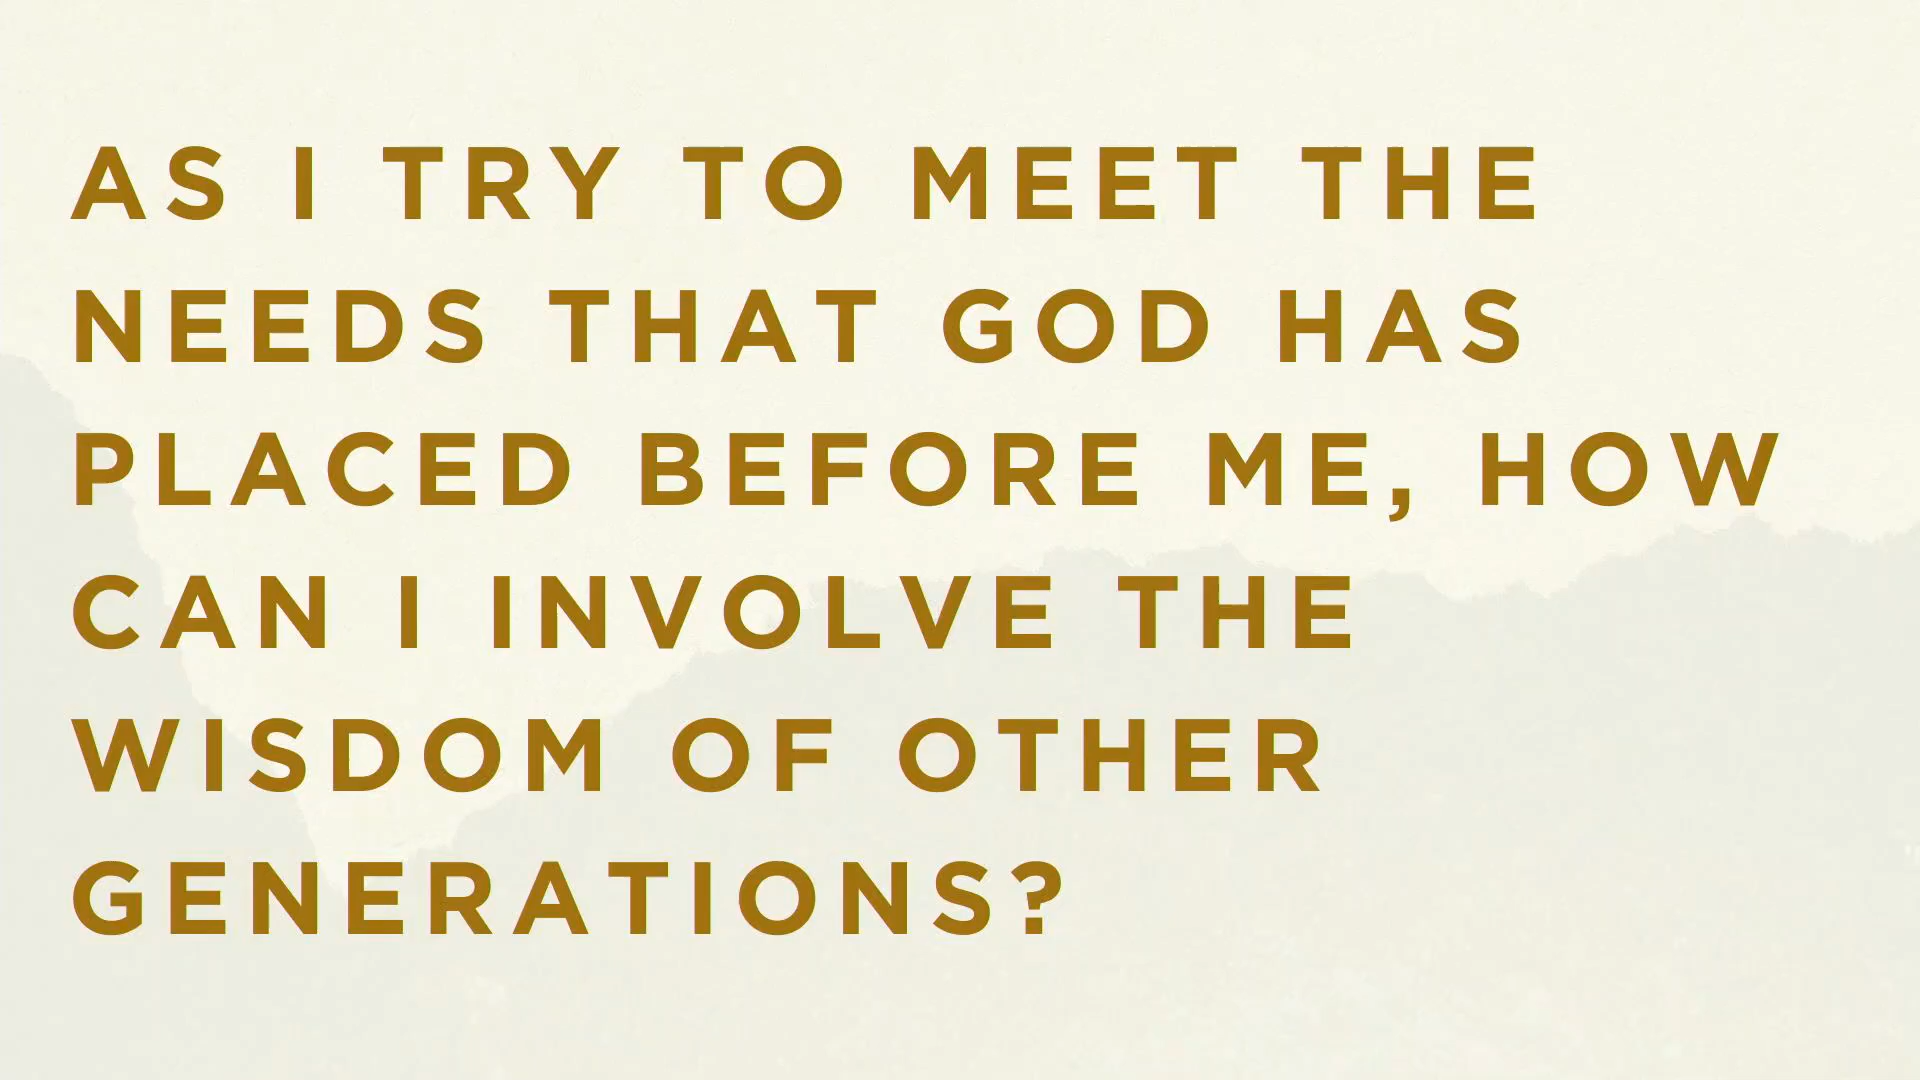 AS I TRY TO MEET THE
NEEDS THAT GOD HAS
PLACED BEFORE ME, HOW
CAN I INVOLVE THE
WISDOM OF OTHER
GENERATIONS?